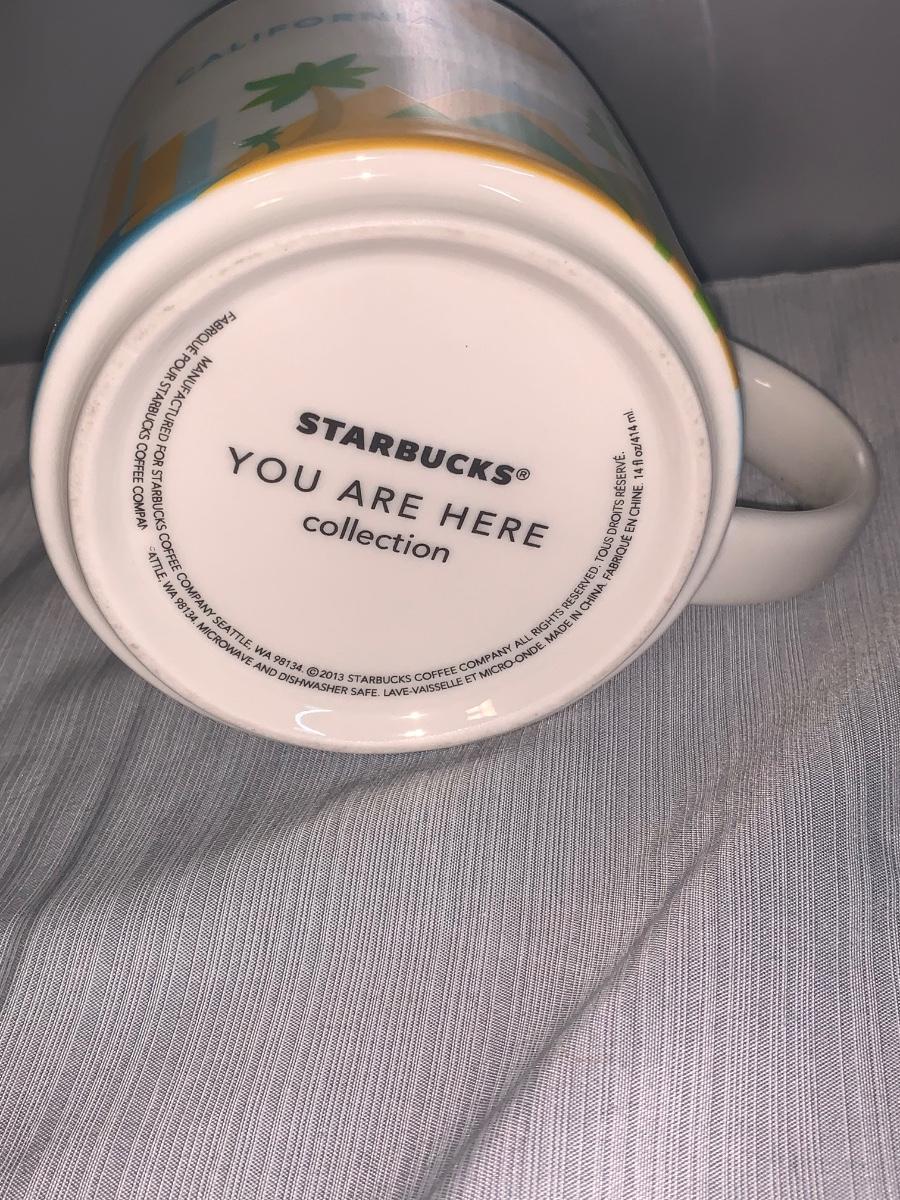 CALIFORNIA
STARBUCKS®
YOU ARE HERE
collection
MANUFACTURED FOR STARBUCKS COFFEE COMPANY SEATTLE, WA 98134. ©2013 STARBUCKS COFFEE COMPANY ALL RIGHTS RESERVED. TOUS DROITS RÉSERVÉ.
FABRIQUÉ POUR STARBUCKS COFFEE WA 98134. MICROWAVE AND DISHWASHER SAFE. LAVE-VAISSELLE ET MICRO-ONDE. MADE IN CHINA. FABRIQUÉ EN CHINE. 14 fl oz/414 ml.